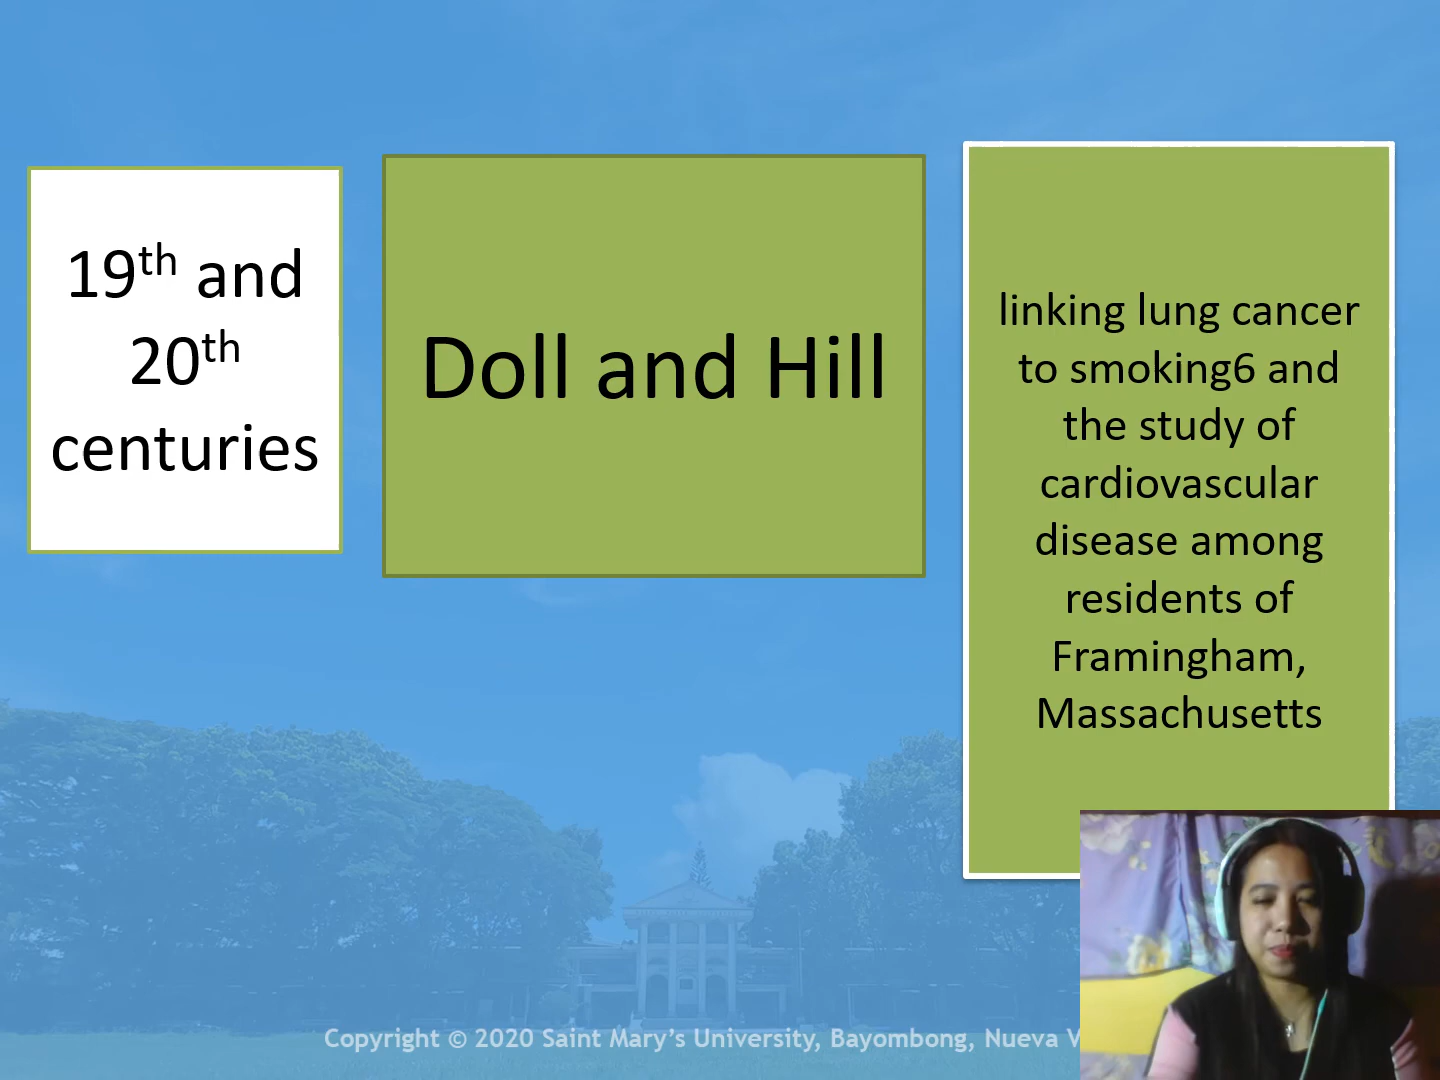 19th and
20th
centuries
Doll and Hill
linking lung cancer
to smoking6 and
the study of
cardiovascular
disease among
residents of
Framingham,
Massachusetts
Copyright © 2020 Saint Mary's University, Bayombong, Nueva